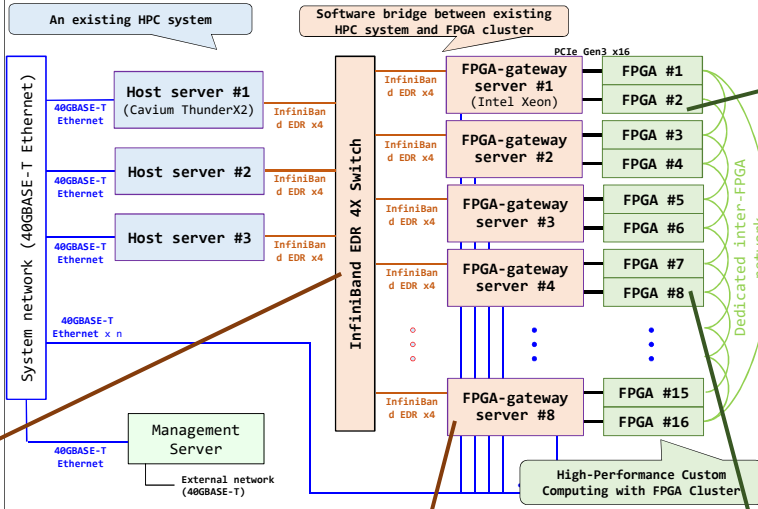 An existing HPC system
Software bridge between existing
HPC system and FPGA cluster
PCIe Gen3 x16
System network (40GBASE-T Ethernet)
40GBASE-T
Ethernet
Host server #1
(Cavium ThunderX2)
InfiniBan
d EDR x4
40GBASE-T
Ethernet
Host server #2
InfiniBan
d EDR x4
40GBASE-T
Ethernet
Host server #3
InfiniBan
d EDR x4
40GBASE-T
Ethernet x n
Management
Server
40GBASE-T
Ethernet
External network
(40GBASE-T)
InfiniBand EDR 4X Switch
InfiniBan
d EDR x4
FPGA-gateway
server #1
(Intel Xeon)
FPGA #1
FPGA #2
InfiniBan
d EDR x4
FPGA-gateway
server #2
FPGA #3
FPGA #4
InfiniBan
d EDR x4
FPGA-gateway
server #3
FPGA #5
FPGA #6
InfiniBan
d EDR x4
FPGA-gateway
server #4
FPGA #7
FPGA #8
InfiniBan
d EDR x4
FPGA-gateway
server #8
FPGA #15
FPGA #16
Dedicated inter-FPGA
High-Performance Custom
Computing with FPGA Cluster